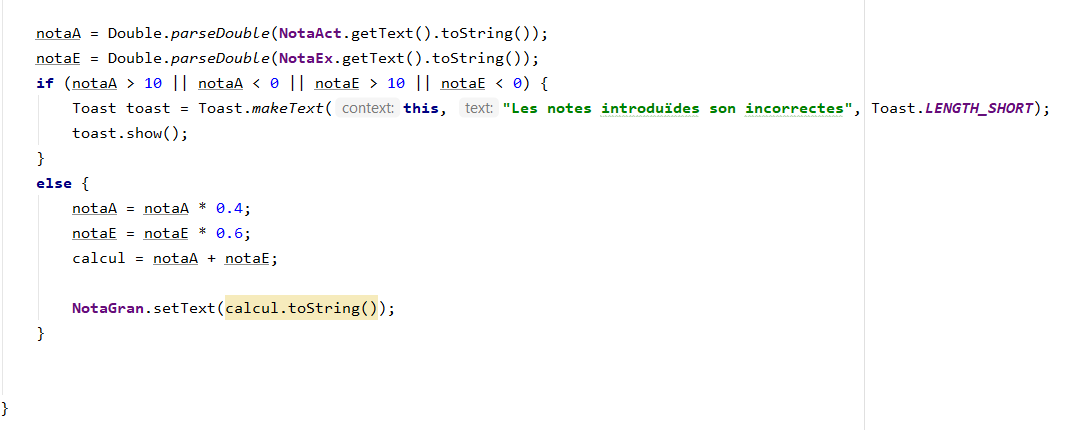 notaA = Double.parseDouble(NotaAct.getText().toString());
notaE = Double.parseDouble(NotaEx.getText().toString());
if (notaA > 10 || notaA < 0 || notaE > 10 || notaE < 0) {
Toast toast = Toast.makeText( context: this, text: "Les notes introduïdes son incorrectes", Toast.LENGTH_SHORT);
toast.show();
}
else {
notaA = notaA * 0.4;
notaE = notaE * 0.6;
calcul = notaA + notaE;
NotaGran.setText(calcul.toString());
}
}